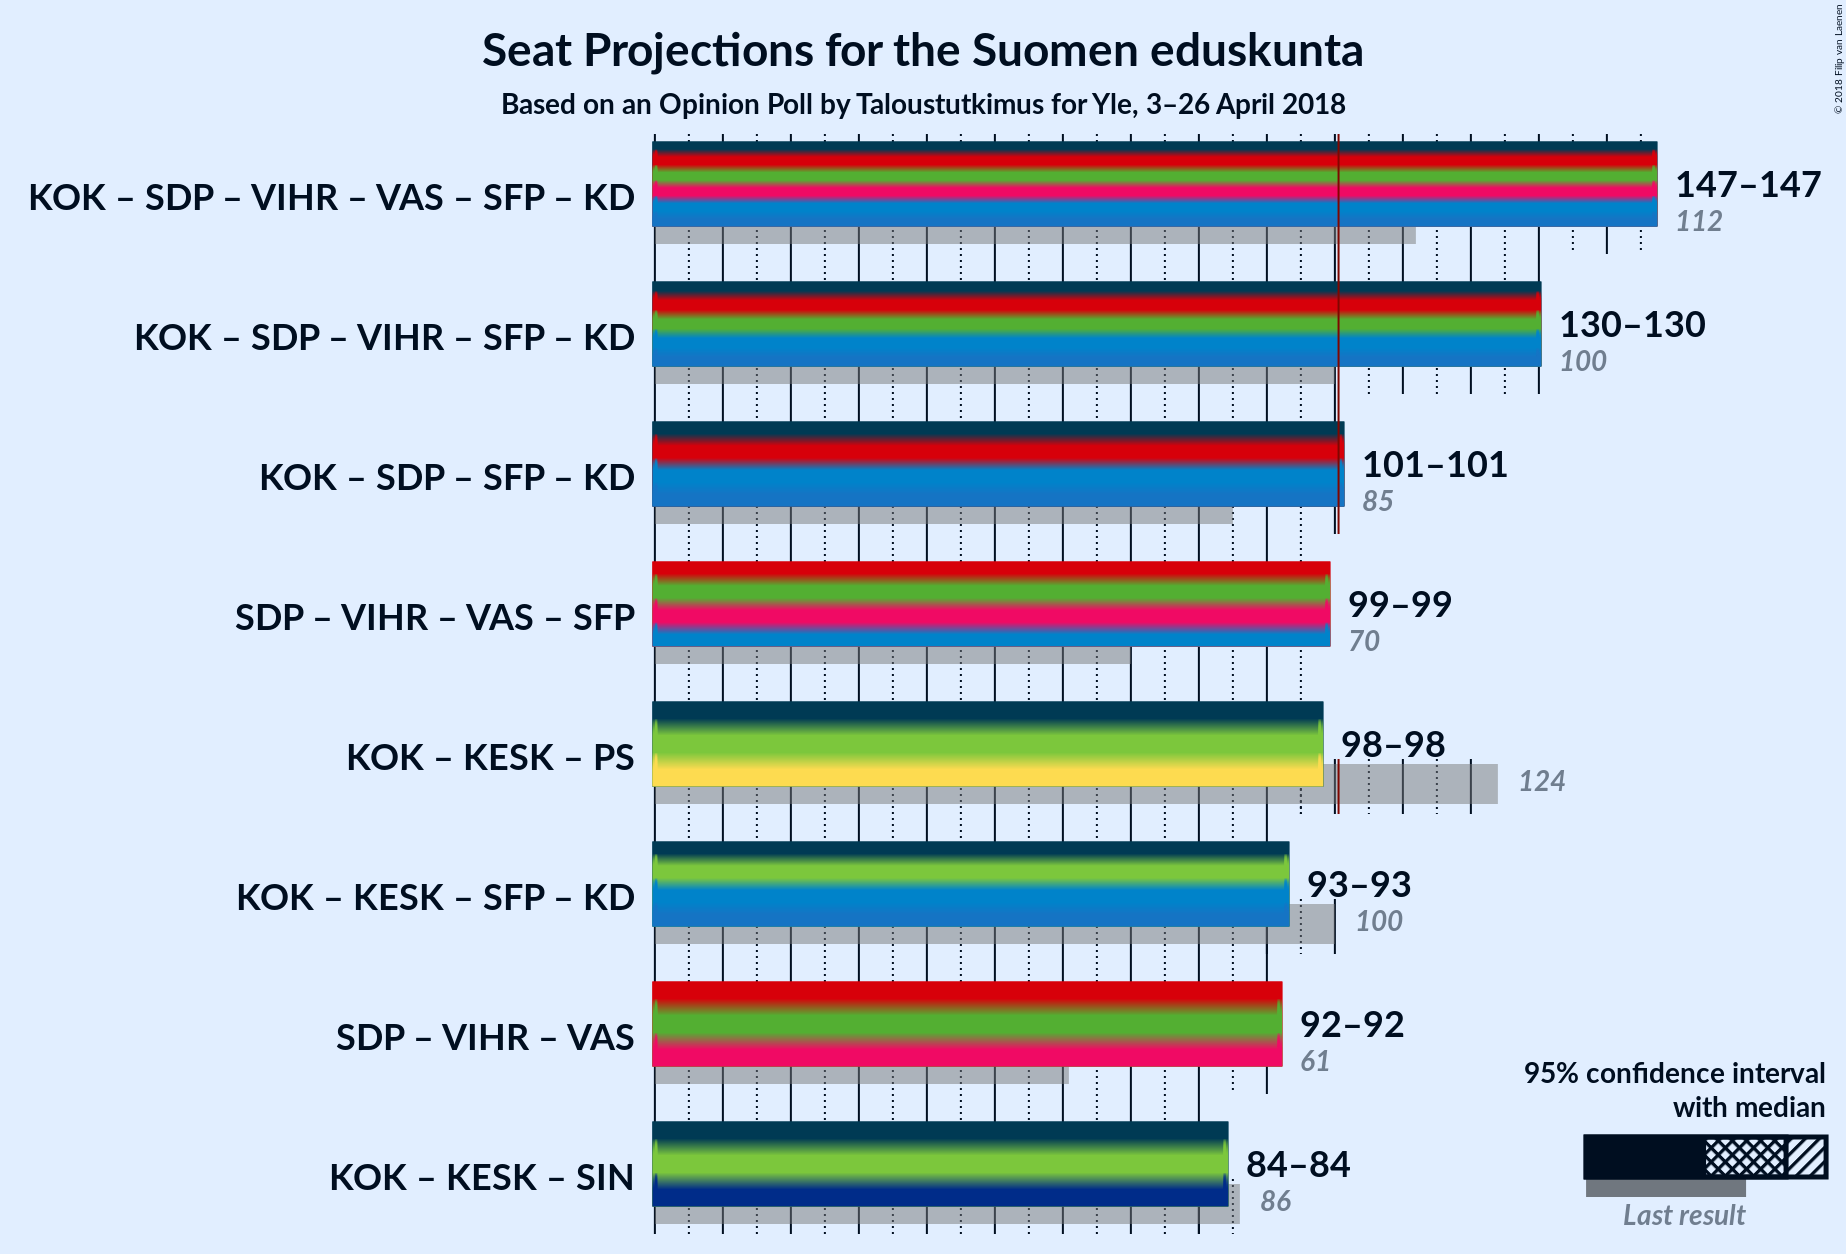 Seat Projections for the Suomen eduskunta
Based on an Opinion Poll by Taloustutkimus for Yle, 3–26 April 2018
© 2018 Filip van Laenen
KOK – SDP – VIHR – VAS – SFP – KD
147–147
112
KOK – SDP – VIHR – SFP – KD
130–130
100
KOK – SDP – SFP – KD
101–101
85
SDP – VIHR – VAS – SFP
99–99
70
KOK – KESK – PS
98–98
124
KOK – KESK – SFP – KD
93–93
100
SDP – VIHR – VAS
92–92
61
KOK – KESK – SIN
84–84
86
95% confidence interval
with median
Last result